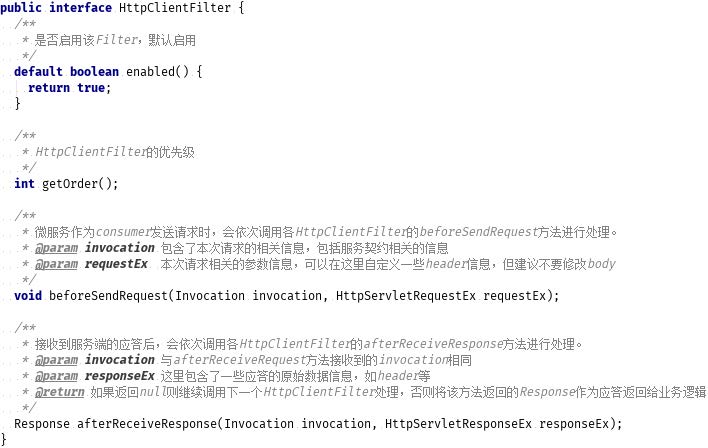 public interface HttpClientFilter {
/**
* 是否启用该Filter，默认启用
*/
default boolean enabled() {
return true;
}
/**
* HttpClientFilter的优先级
*/
int getOrder();
/**
* 微服务作为consumer发送请求时，会依次调用各HttpClientFilter的beforeSendRequest方法进行处理。
* @param invocation 包含了本次请求的相关信息，包括服务契约相关的信息
* @param requestEx 本次请求相关的参数信息，可以在这里自定义一些header信息，但建议不要修改body
*/
void beforeSendRequest(Invocation invocation, HttpServletRequestEx requestEx);
/**
* 接收到服务端的应答后，会依次调用各HttpClientFilter的afterReceiveResponse方法进行处理。
* @param invocation 与afterReceiveRequest方法接收到的invocation相同
* @param responseEx 这里包含了一些应答的原始数据信息，如header等
* @return 如果返回null则继续调用下一个HttpClientFilter处理，否则将该方法返回的Response作为应答返回给业务逻辑
*/
Response afterReceiveResponse(Invocation invocation, HttpServletResponseEx responseEx);
}